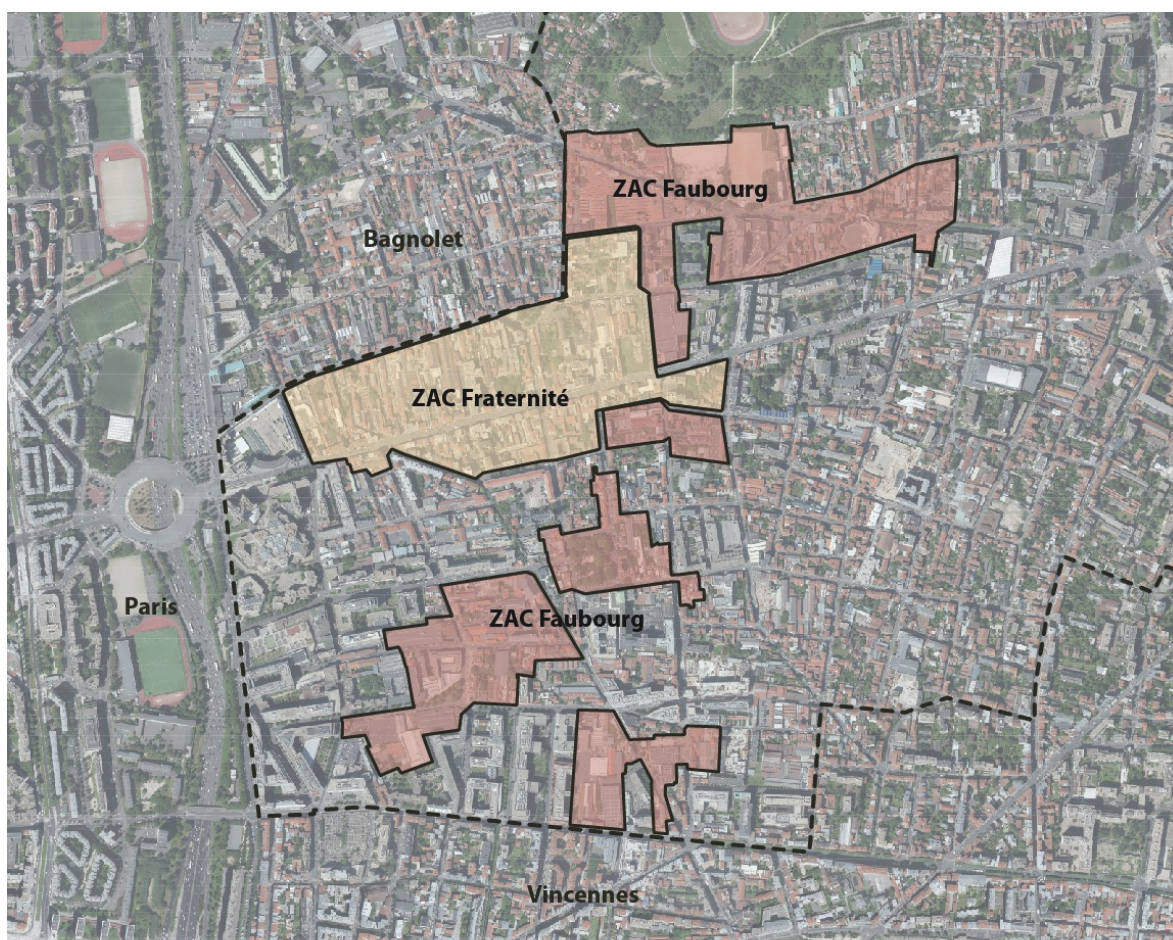 ZAC Faubourg
Bagnolet
ZAC Fraternité
Paris
ZAC Faubourg
Vincennes